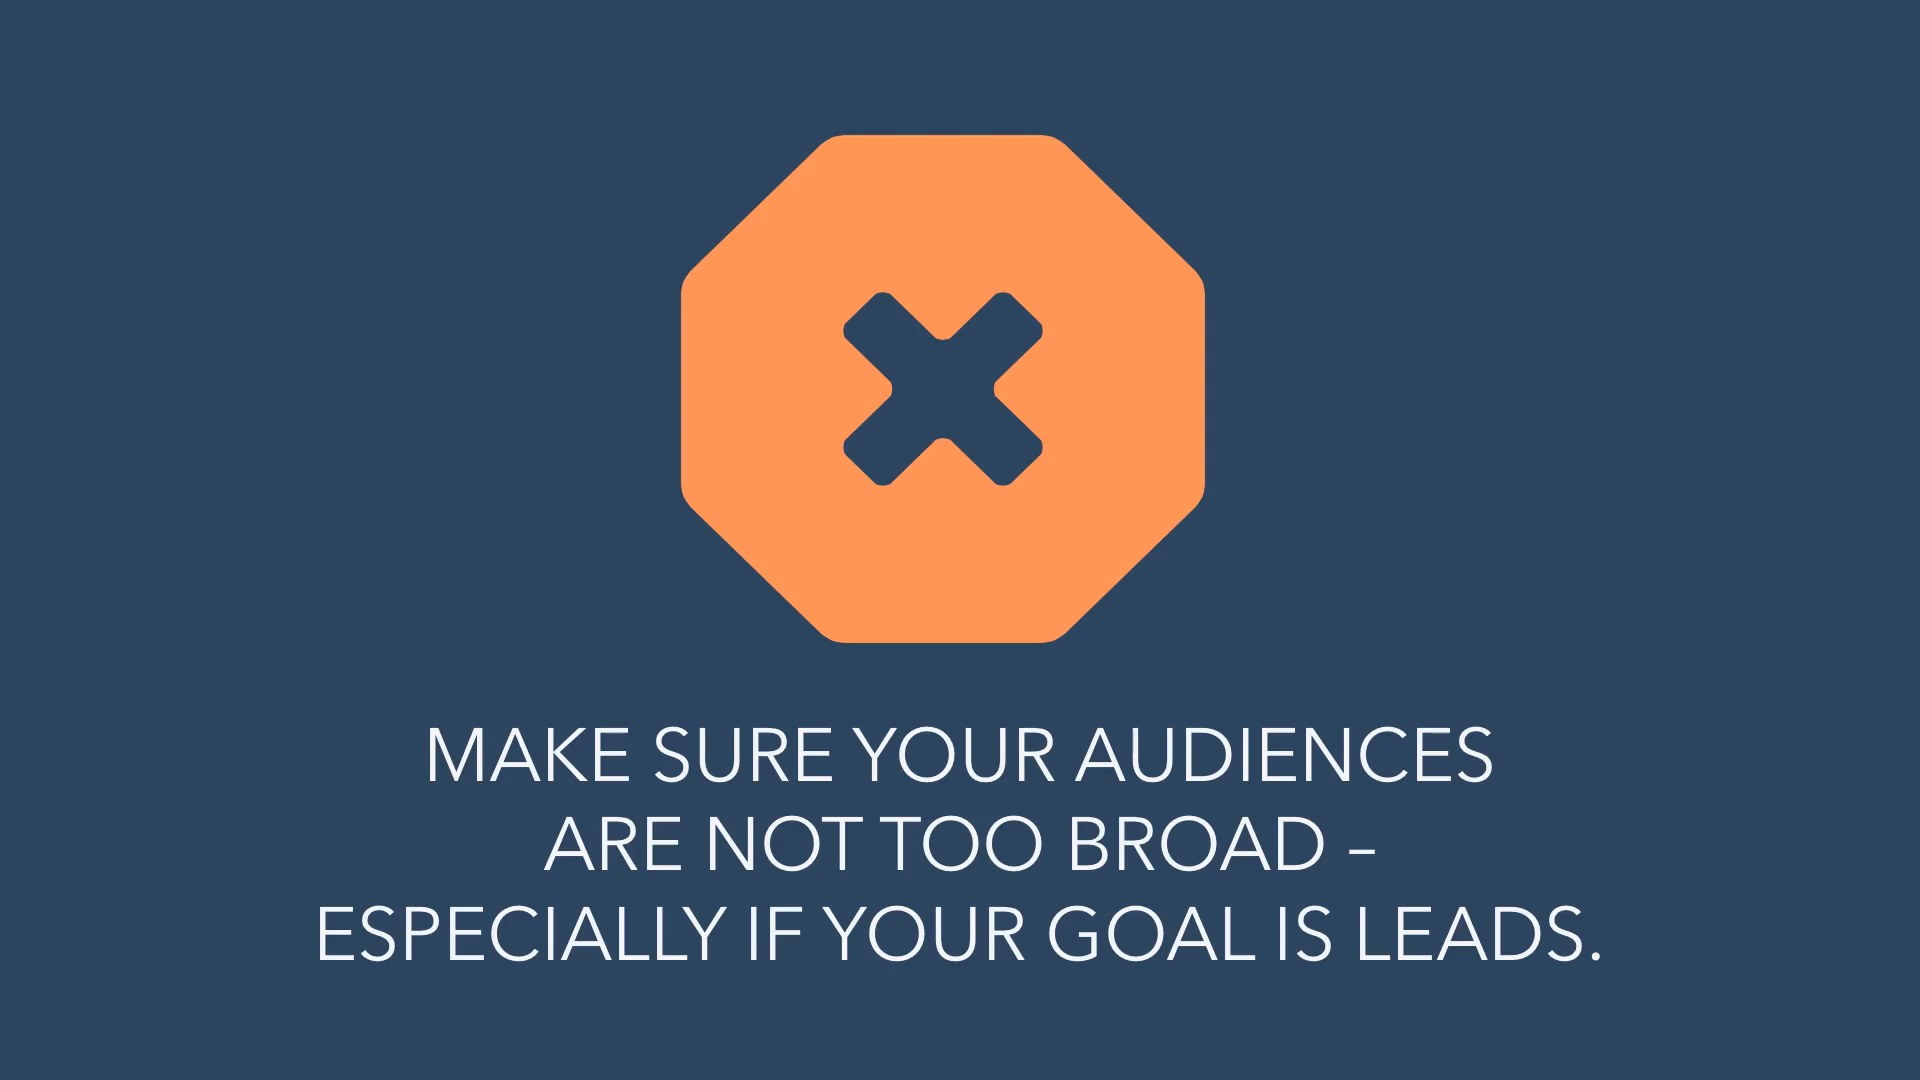 MAKE SURE YOUR AUDIENCES
ARE NOT TOO BROAD –
ESPECIALLY IF YOUR GOAL IS LEADS.